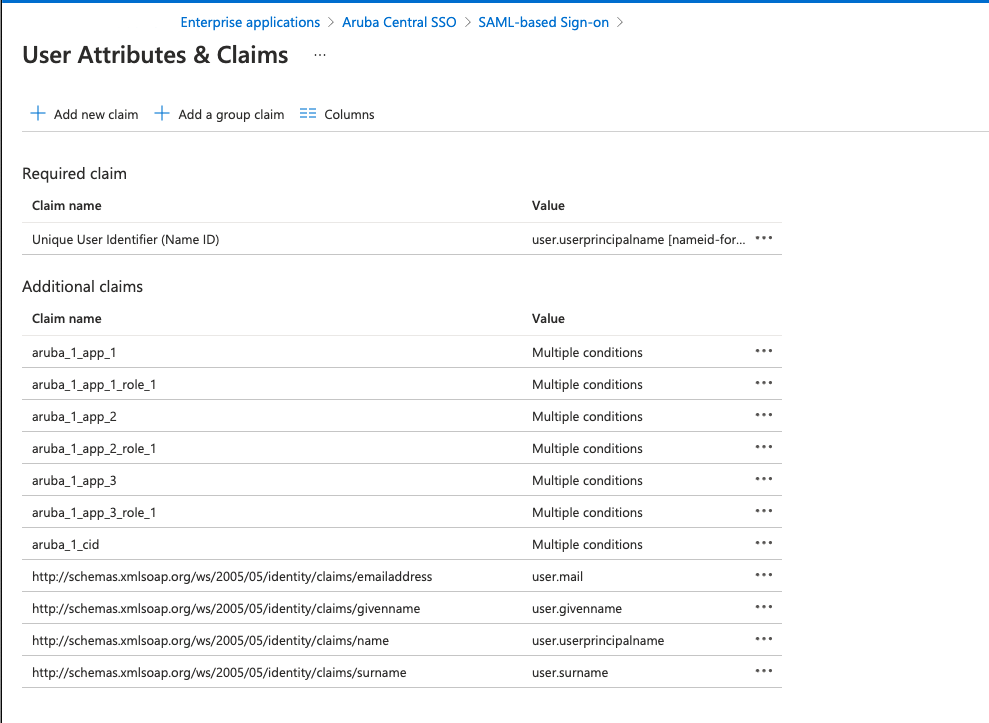 Enterprise applications > Aruba Central SSO > SAML-based Sign-on >
User Attributes & Claims ...
Add new claim Add a group claim Columns
Required claim
Claim name Value
Unique User Identifier (Name ID) user.userprincipalname [nameid-for...
Additional claims
Claim name Value
aruba_1_app_1 Multiple conditions
aruba_1_app_1_role_1 Multiple conditions
aruba_1_app_2 Multiple conditions
aruba_1_app_2_role_1 Multiple conditions
aruba_1_app_3 Multiple conditions
aruba_1_app_3_role_1 Multiple conditions
aruba_1_cid Multiple conditions
http://schemas.xmlsoap.org/ws/2005/05/identity/claims/emailaddress user.mail
http://schemas.xmlsoap.org/ws/2005/05/identity/claims/givenname user.givenname
http://schemas.xmlsoap.org/ws/2005/05/identity/claims/name user.userprincipalname
http://schemas.xmlsoap.org/ws/2005/05/identity/claims/surname user.surname